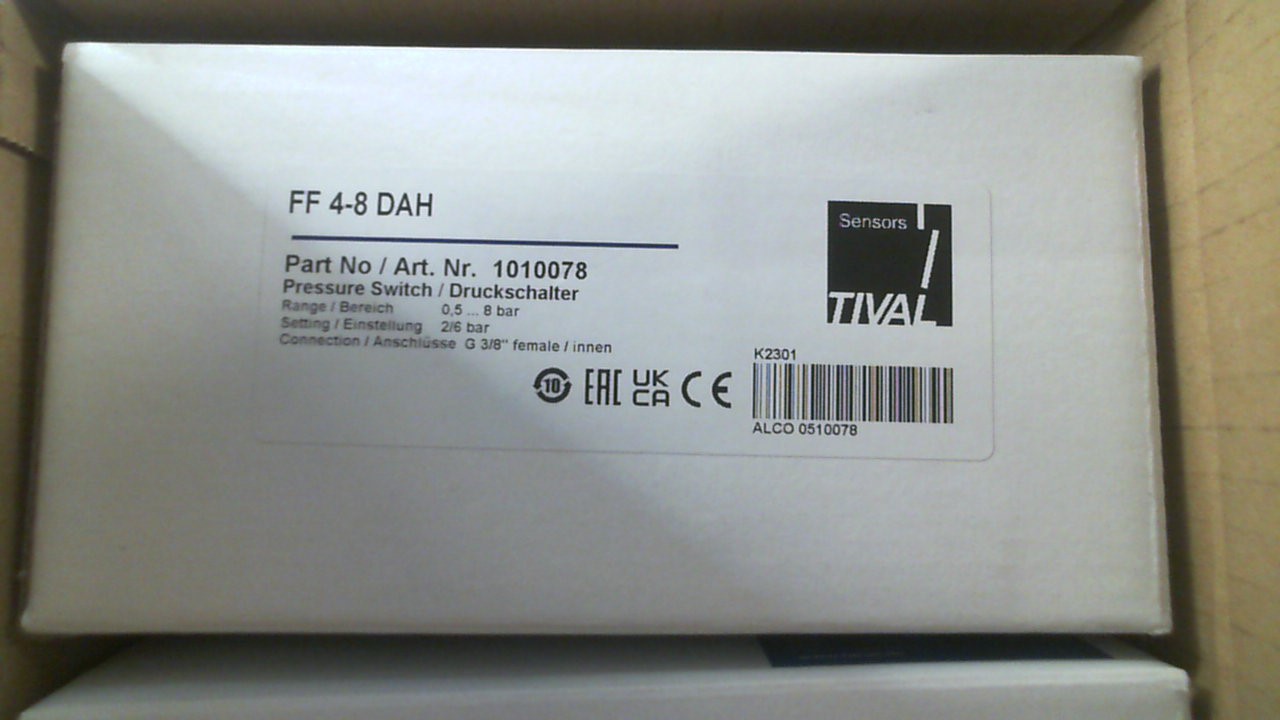 FF 4-8 DAH
Sensors
TIVAL
Part No / Art. Nr. 1010078
Pressure Switch / Druckschalter
Range / Bereich 0,5 ... 8 bar
Setting / Einstellung 2/6 bar
Connection / Anschlüsse G 3/8" female / innen
K2301
10 EAC UK CA CE
ALCO 0510078